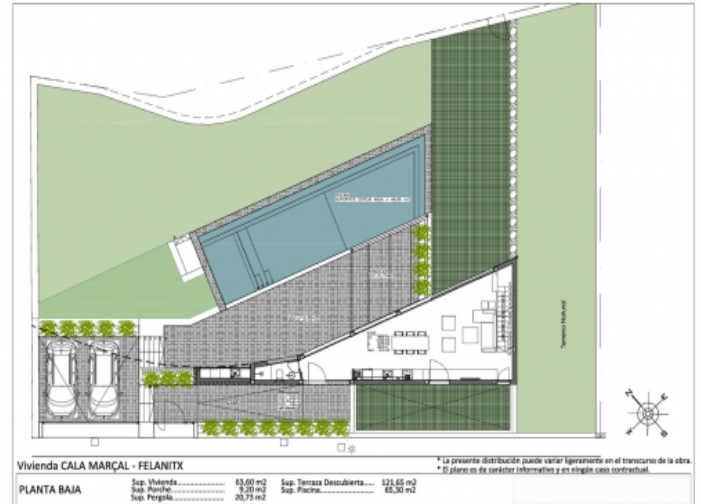 Terreno Natural
Vivienda CALA MARÇAL - FELANITX
* La presente distribución puede variar ligeramente en el transcurso de la obra.
* El plano es de carácter informativo y en ningún caso contractual.
PLANTA BAJA
Sup. Vivienda 63,60 m2
Sup. Porche 9,20 m2
Sup. Pergola 20,73 m2
Sup. Terraza Descubierta 121,65 m2
Sup. Piscina 65,30 m2